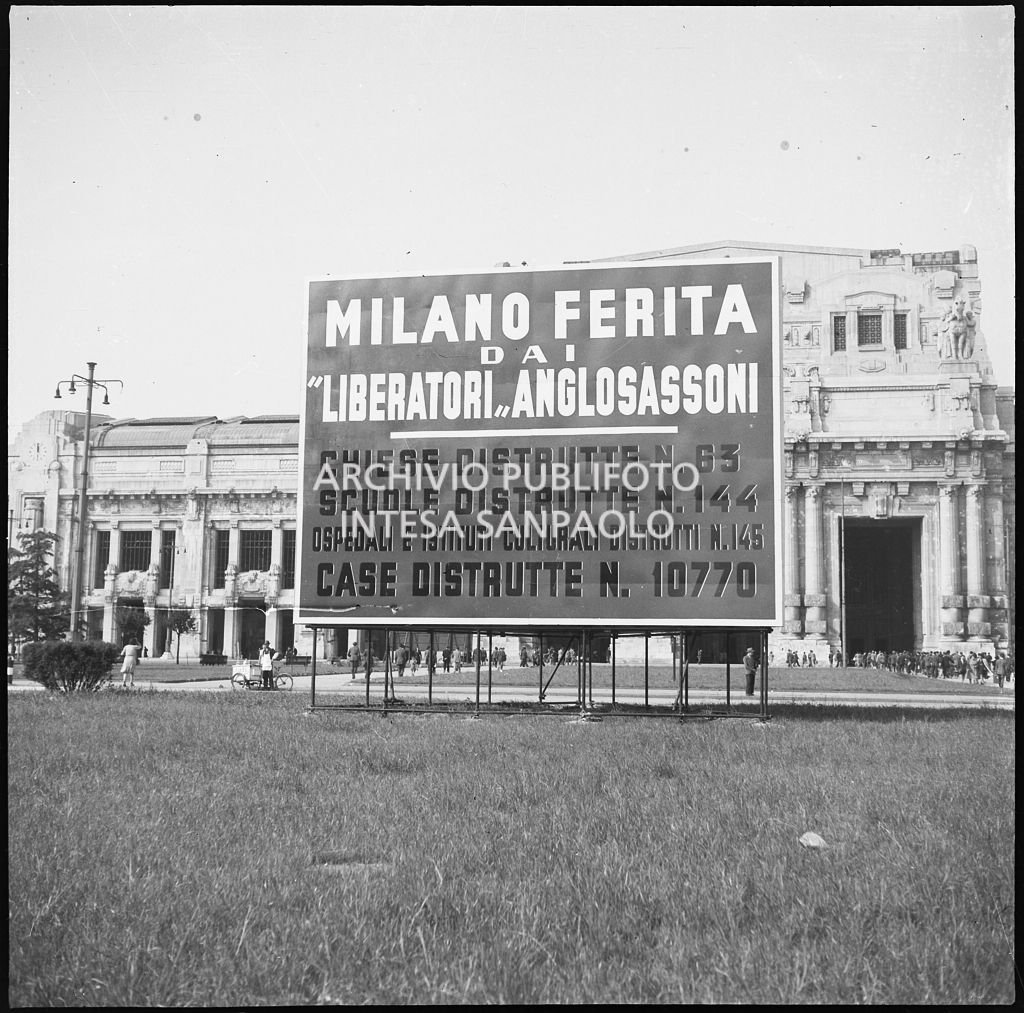 MILANO FERITA
DAI
"LIBERATORI„ ANGLOSASSONI
CHIESE DISTRUTTE N. 63
ARCHIVIO PUBLIFOTO
SCUOLE DISTRUTTE N. 144
INTESA SANPAOLO
OSPEDALI E ISTITUTI CULTURALI DISTRUTTI N. 145
CASE DISTRUTTE N. 10770